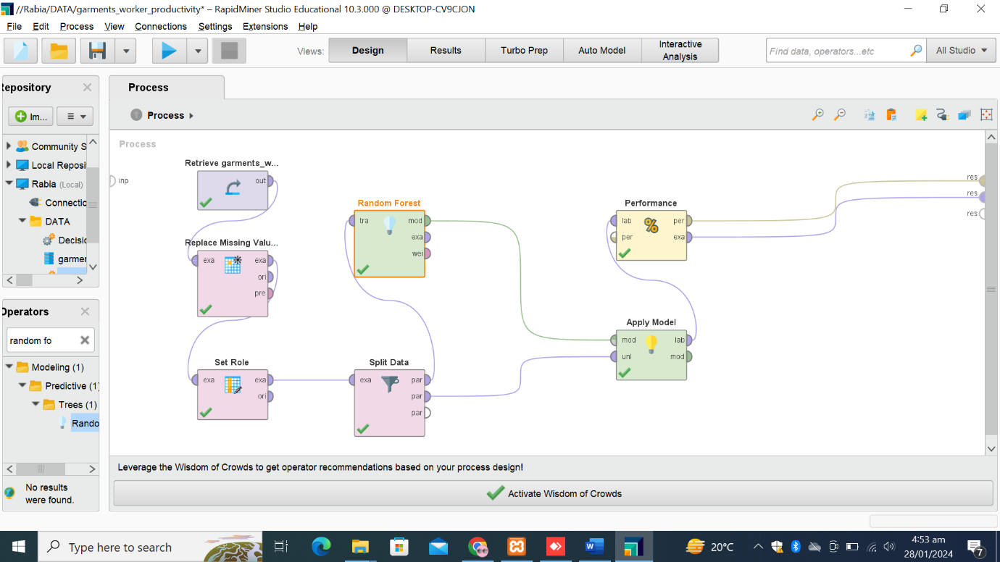 //Rabia/DATA/garments_worker_productivity* – RapidMiner Studio Educational 10.3.000 @ DESKTOP-CV9CJON
File Edit Process View Connections Settings Extensions Help
Views: Design Results Turbo Prep Auto Model Interactive Analysis
Find data, operators...etc
All Studio
Repository
Im...
Community S
Local Reposi
Rabia (Local)
Connectic
DATA
Decisio
garmer
Operators
random fo
Modeling (1)
Predictive (1)
Trees (1)
Rando
No results
were found.
Process
Process
Process
inp
Retrieve garments_w...
out
Replace Missing Valu...
exa exa
ori
pre
Set Role
exa exa
ori
Random Forest
tra mod
exa
wei
Split Data
exa par
par
par
Performance
lab per
per exa
Apply Model
mod lab
unl mod
res
res
res
Leverage the Wisdom of Crowds to get operator recommendations based on your process design!
Activate Wisdom of Crowds
Type here to search
20°C
4:53 am
28/01/2024
7